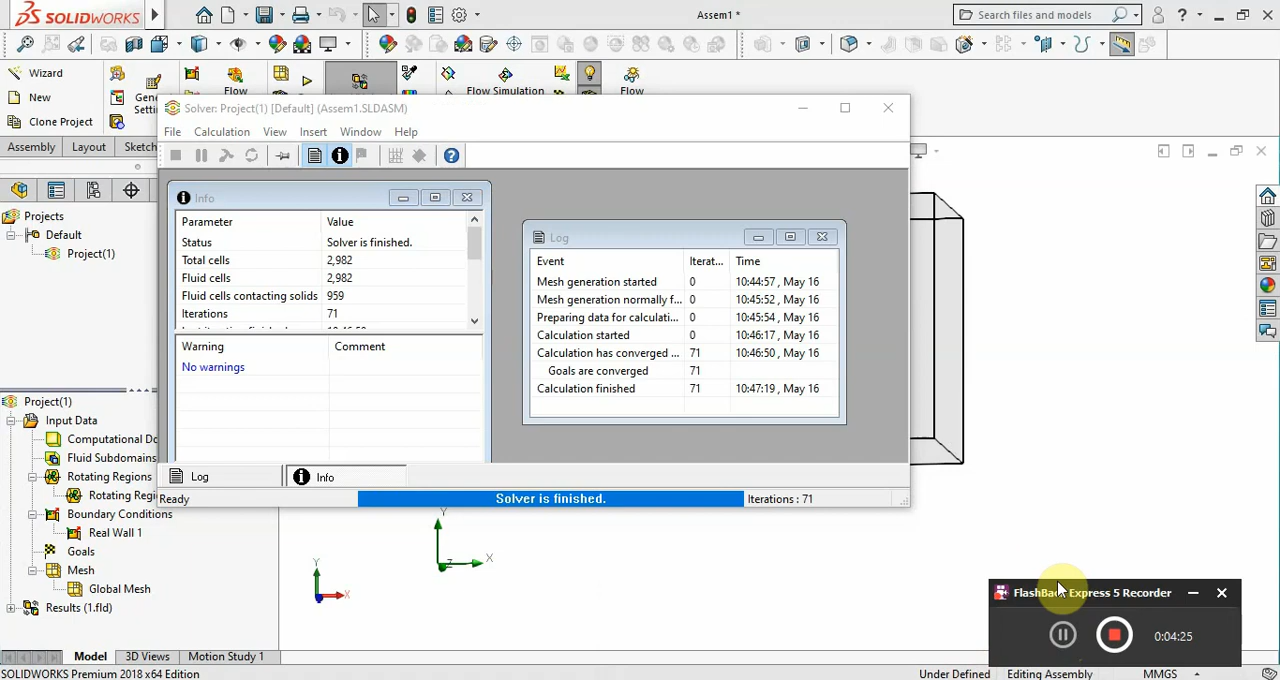 SOLIDWORKS
Assem1 *
Search files and models
?
Wizard
New
Clone Project
Flow
Flow Simulation
Flow
Assembly
Layout
Solver: Project(1) [Default] (Assem1.SLDASM)
File Calculation View Insert Window Help
Info
Parameter Value
Status Solver is finished.
Total cells 2,982
Fluid cells 2,982
Fluid cells contacting solids 959
Iterations 71
Warning Comment
No warnings
Log
Event Iterat... Time
Mesh generation started 0 10:44:57 , May 16
Mesh generation normally f... 0 10:45:52 , May 16
Preparing data for calculati... 0 10:45:54 , May 16
Calculation started 0 10:46:17 , May 16
Calculation has converged ... 71 10:46:50 , May 16
Goals are converged 71
Calculation finished 71 10:47:19 , May 16
Log
Info
Ready
Solver is finished.
Iterations : 71
Projects
Default
Project(1)
Project(1)
Input Data
Computational Do
Fluid Subdomains
Rotating Regions
Rotating Regi
Boundary Conditions
Real Wall 1
Goals
Mesh
Global Mesh
Results (1.fld)
Y
X
Z
Y
X
FlashBack Express 5 Recorder
0:04:25
Model
3D Views
Motion Study 1
SOLIDWORKS Premium 2018 x64 Edition
Under Defined
Editing Assembly
MMGS